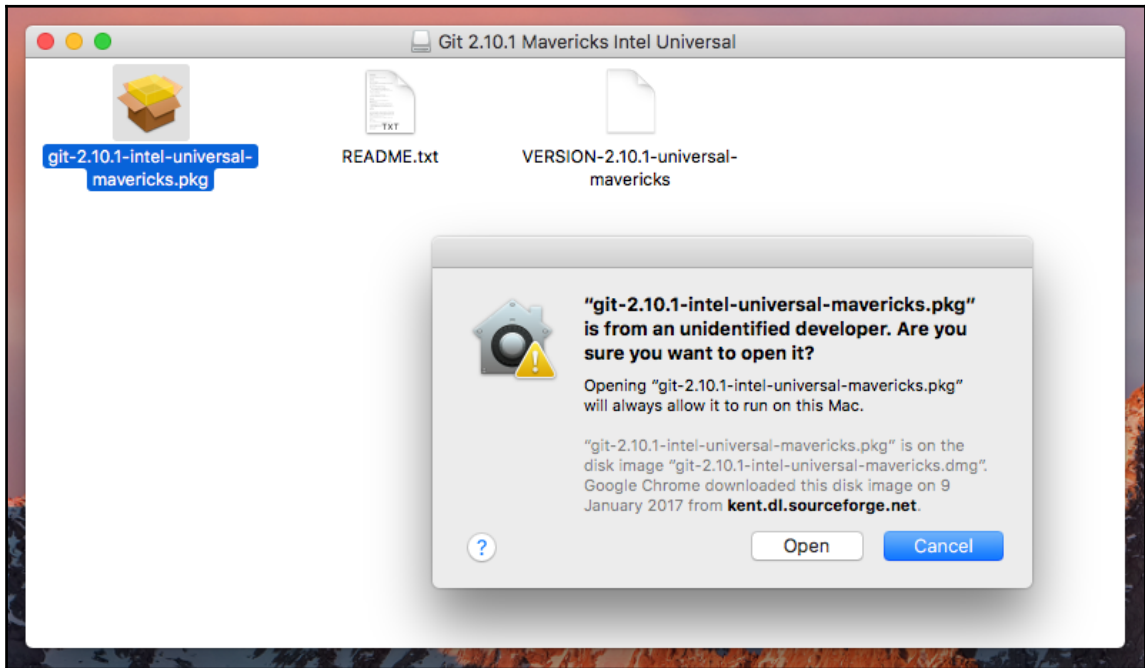 Git 2.10.1 Mavericks Intel Universal
TXT
git-2.10.1-intel-universal-
mavericks.pkg
README.txt
VERSION-2.10.1-universal-
mavericks
“git-2.10.1-intel-universal-mavericks.pkg”
is from an unidentified developer. Are you
sure you want to open it?
Opening “git-2.10.1-intel-universal-mavericks.pkg”
will always allow it to run on this Mac.
“git-2.10.1-intel-universal-mavericks.pkg” is on the
disk image “git-2.10.1-intel-universal-mavericks.dmg”.
Google Chrome downloaded this disk image on 9
January 2017 from kent.dl.sourceforge.net.
?
Open
Cancel